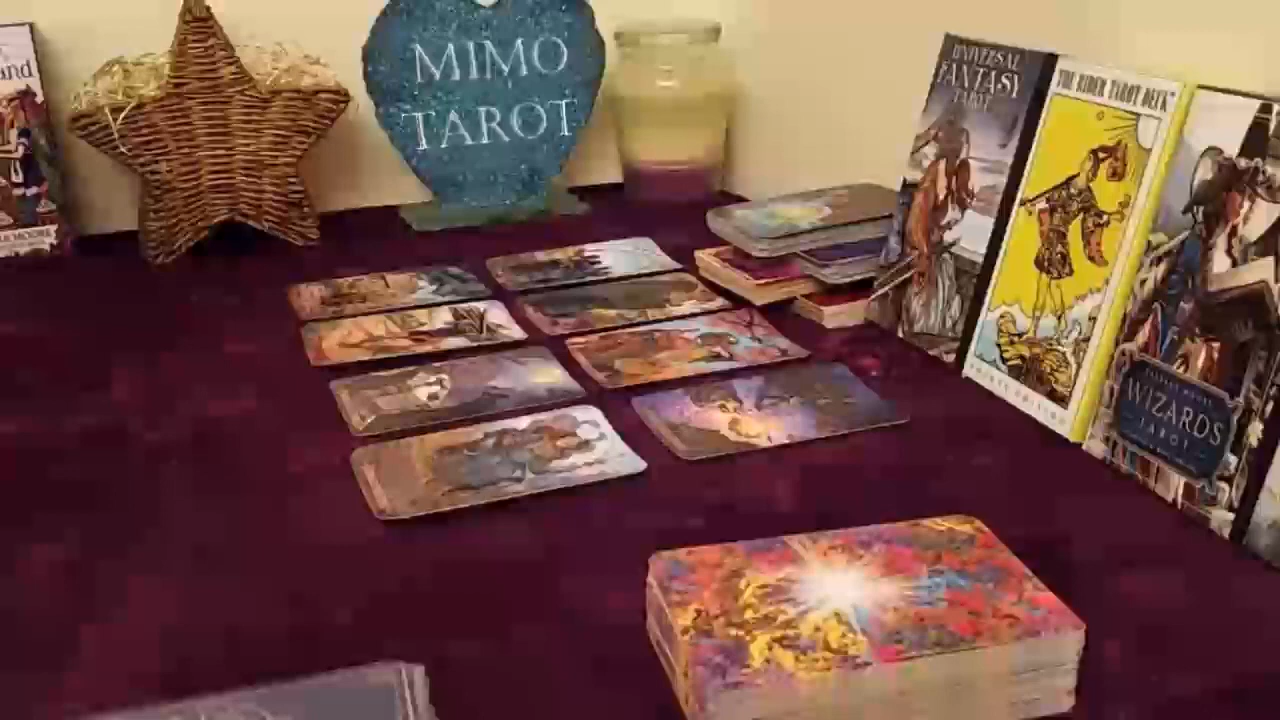 MIMO
TAROT
UNIVERSAL
FANTASY
TAROT
THE RIDER TAROT DECK
WIZARDS
TAROT